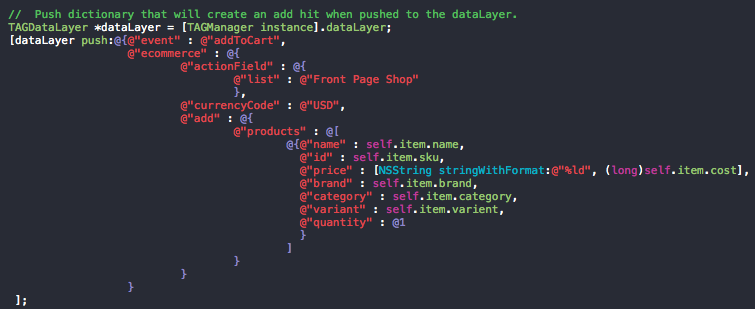 //  Push dictionary that will create an add hit when pushed to the dataLayer.
TAGDataLayer *dataLayer = [TAGManager instance].dataLayer;
[dataLayer push:@{@"event" : @"addToCart",
                  @"ecommerce" : @{
                          @"actionField" : @{
                                  @"list" : @"Front Page Shop"
                                  },
                          @"currencyCode" : @"USD",
                          @"add" : @{
                                  @"products" : @[
                                          @{@"name" : self.item.name,
                                            @"id" : self.item.sku,
                                            @"price" : [NSString stringWithFormat:@"%ld", (long)self.item.cost],
                                            @"brand" : self.item.brand,
                                            @"category" : self.item.category,
                                            @"variant" : self.item.varient,
                                            @"quantity" : @1
                                            }
                                          ]
                                  }
                          }
                  }
 ];